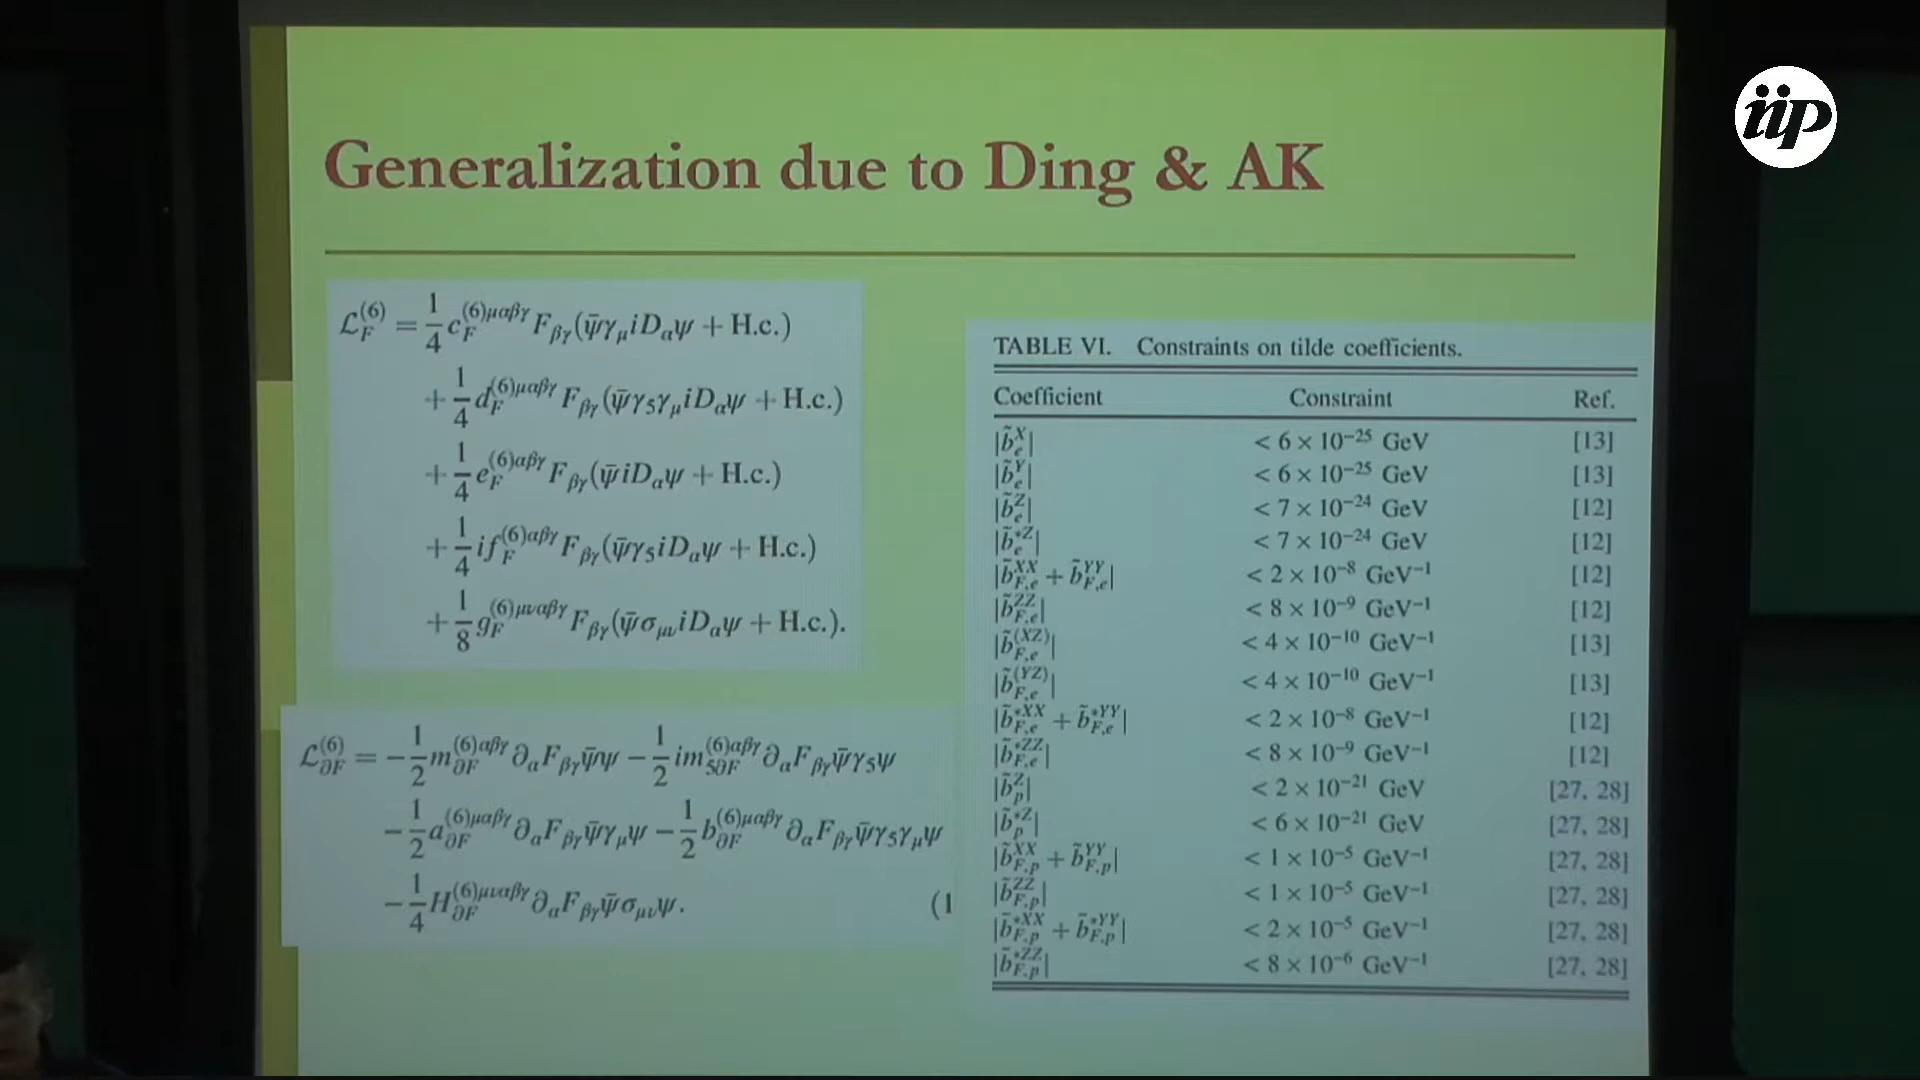 iip
Generalization due to Ding & AK
ℒ_F^(6) = 1/4 c_F^(6)μαβγ F_βγ(ψ̄γ_μ iD_α ψ + H.c.)
+ 1/4 d_F^(6)μαβγ F_βγ(ψ̄γ_5γ_μ iD_α ψ + H.c.)
+ 1/4 e_F^(6)αβγ F_βγ(ψ̄ iD_α ψ + H.c.)
+ 1/4 i f_F^(6)αβγ F_βγ(ψ̄γ_5 iD_α ψ + H.c.)
+ 1/8 g_F^(6)μναβγ F_βγ(ψ̄σ_μν iD_α ψ + H.c.).
ℒ_∂F^(6) = − 1/2 m_∂F^(6)αβγ ∂_αF_βγ ψ̄ψ − 1/2 i m_5∂F^(6)αβγ ∂_αF_βγ ψ̄γ_5ψ
− 1/2 a_∂F^(6)μαβγ ∂_αF_βγ ψ̄γ_μψ − 1/2 b_∂F^(6)μαβγ ∂_αF_βγ ψ̄γ_5γ_μψ
− 1/4 H_∂F^(6)μναβγ ∂_αF_βγ ψ̄σ_μνψ. (1
TABLE VI. Constraints on tilde coefficients.
Coefficient Constraint Ref.
|b̃_e^X| < 6 × 10^−25 GeV [13]
|b̃_e^Y| < 6 × 10^−25 GeV [13]
|b̃_e^Z| < 7 × 10^−24 GeV [12]
|b̃_e^*Z| < 7 × 10^−24 GeV [12]
|b̃_F,e^XX + b̃_F,e^YY| < 2 × 10^−8 GeV^−1 [12]
|b̃_F,e^ZZ| < 8 × 10^−9 GeV^−1 [12]
|b̃_F,e^(XZ)| < 4 × 10^−10 GeV^−1 [13]
|b̃_F,e^(YZ)| < 4 × 10^−10 GeV^−1 [13]
|b̃_F,e^*XX + b̃_F,e^*YY| < 2 × 10^−8 GeV^−1 [12]
|b̃_F,e^*ZZ| < 8 × 10^−9 GeV^−1 [12]
|b̃_p^Z| < 2 × 10^−21 GeV [27, 28]
|b̃_p^*Z| < 6 × 10^−21 GeV [27, 28]
|b̃_F,p^XX + b̃_F,p^YY| < 1 × 10^−5 GeV^−1 [27, 28]
|b̃_F,p^ZZ| < 1 × 10^−5 GeV^−1 [27, 28]
|b̃_F,p^*XX + b̃_F,p^*YY| < 2 × 10^−5 GeV^−1 [27, 28]
|b̃_F,p^*ZZ| < 8 × 10^−6 GeV^−1 [27, 28]